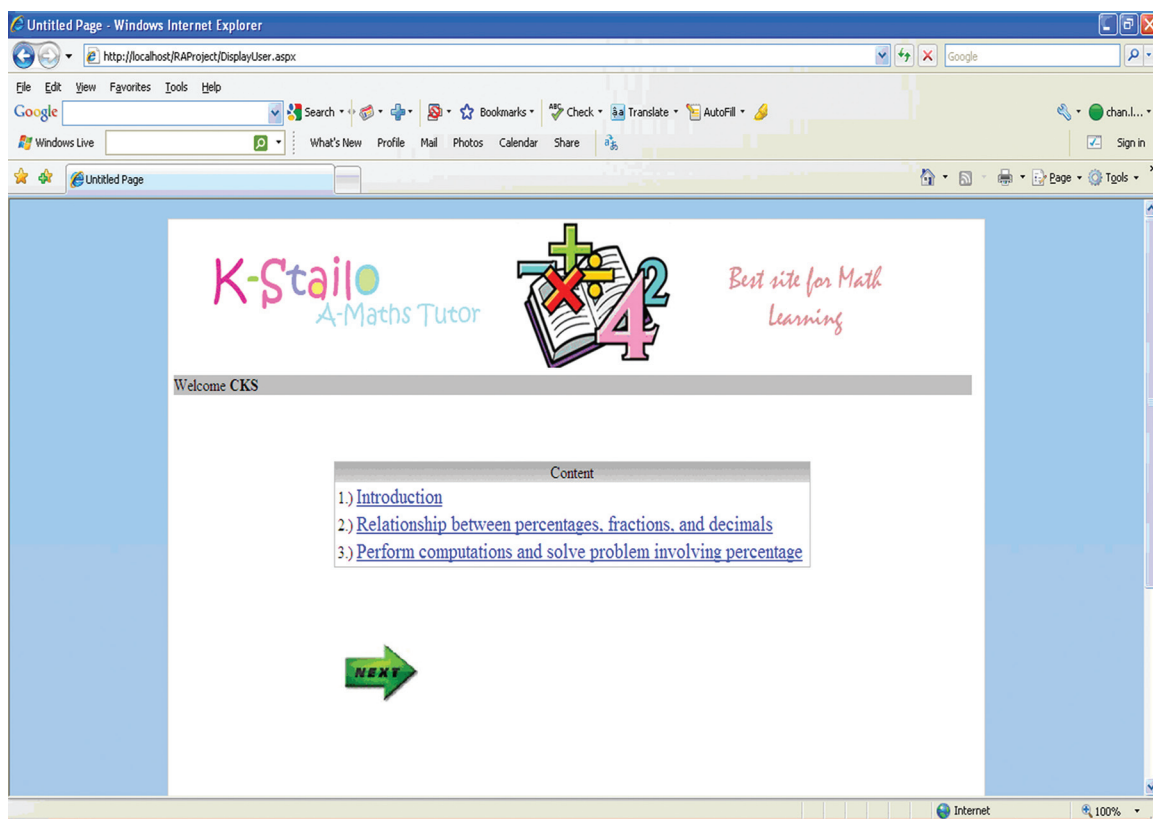 Untitled Page - Windows Internet Explorer
http://localhost/RAProject/DisplayUser.aspx
Google
File Edit View Favorites Tools Help
Google Search Bookmarks ABC Check Translate AutoFill chan.l...
Windows Live What's New Profile Mail Photos Calendar Share Sign in
Untitled Page Page Tools
K-Stailo
A-Maths Tutor
4 2
Best site for Math
Learning
Welcome CKS
Content
1.) Introduction
2.) Relationship between percentages, fractions, and decimals
3.) Perform computations and solve problem involving percentage
NEXT
Internet 100%